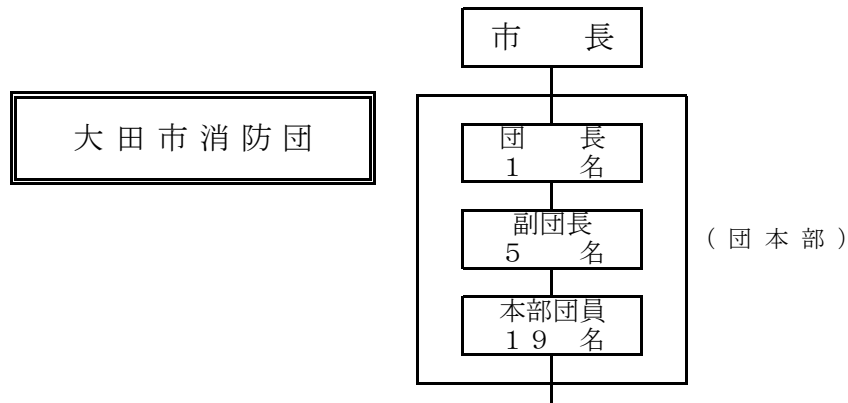 市　　長
大田市消防団
団　　長
１　　名
副団長
５　　名
(団本部)
本部団員
１９　名